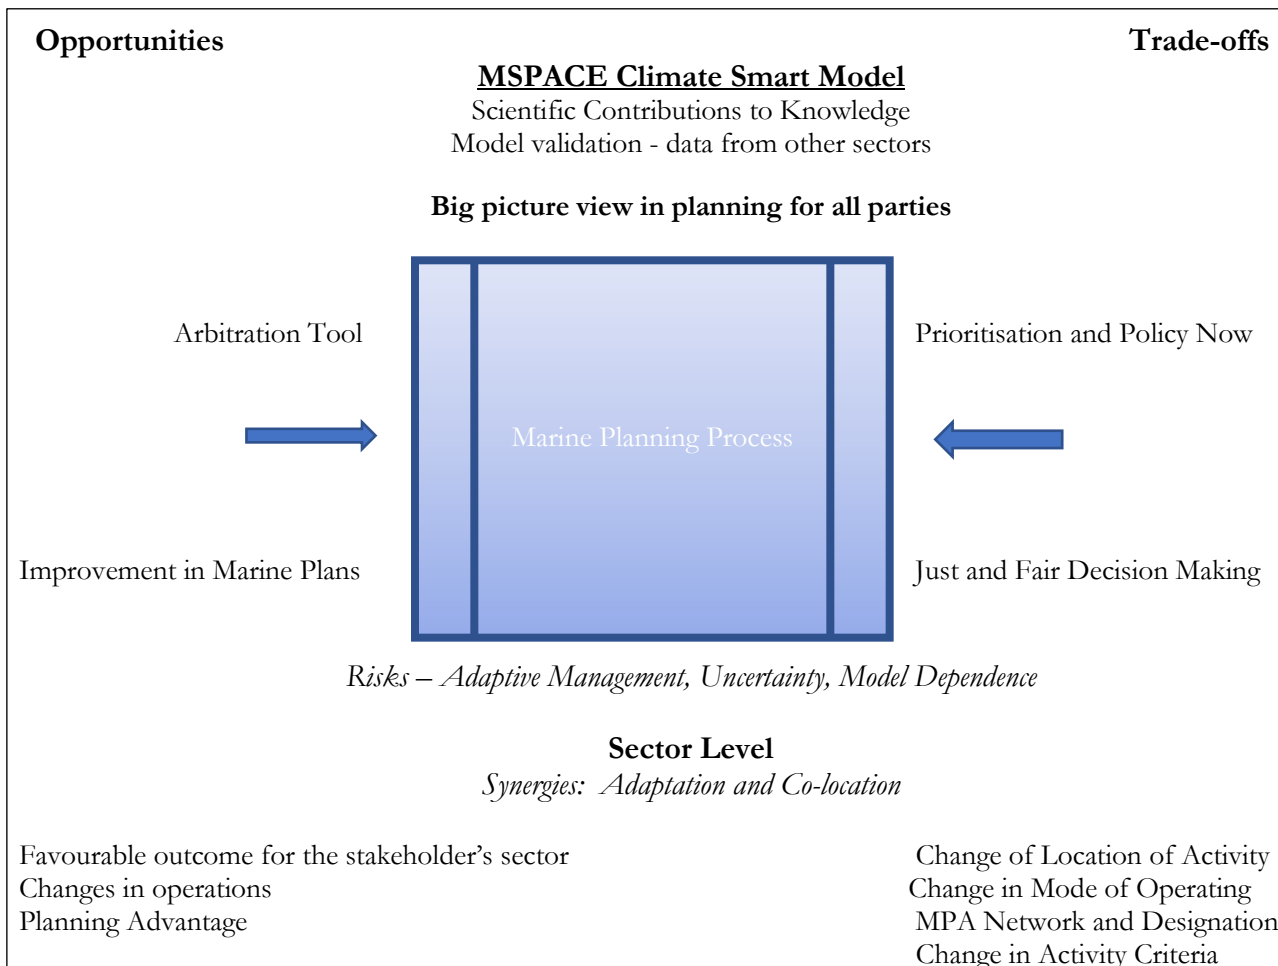 Opportunities
Trade-offs
MSPACE Climate Smart Model
Scientific Contributions to Knowledge
Model validation - data from other sectors
Big picture view in planning for all parties
Arbitration Tool
Prioritisation and Policy Now
Marine Planning Process
Improvement in Marine Plans
Just and Fair Decision Making
Risks – Adaptive Management, Uncertainty, Model Dependence
Sector Level
Synergies: Adaptation and Co-location
Favourable outcome for the stakeholder’s sector
Changes in operations
Planning Advantage
Change of Location of Activity
Change in Mode of Operating
MPA Network and Designation
Change in Activity Criteria